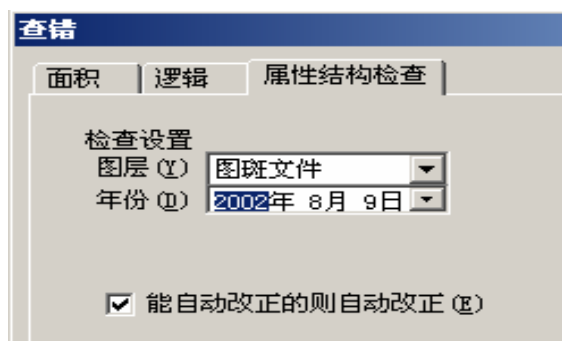 查错
面积 逻辑 属性结构检查
检查设置
图层(Y) 图斑文件
年份(D) 2002年 8月 9日
能自动改正的则自动改正(E)